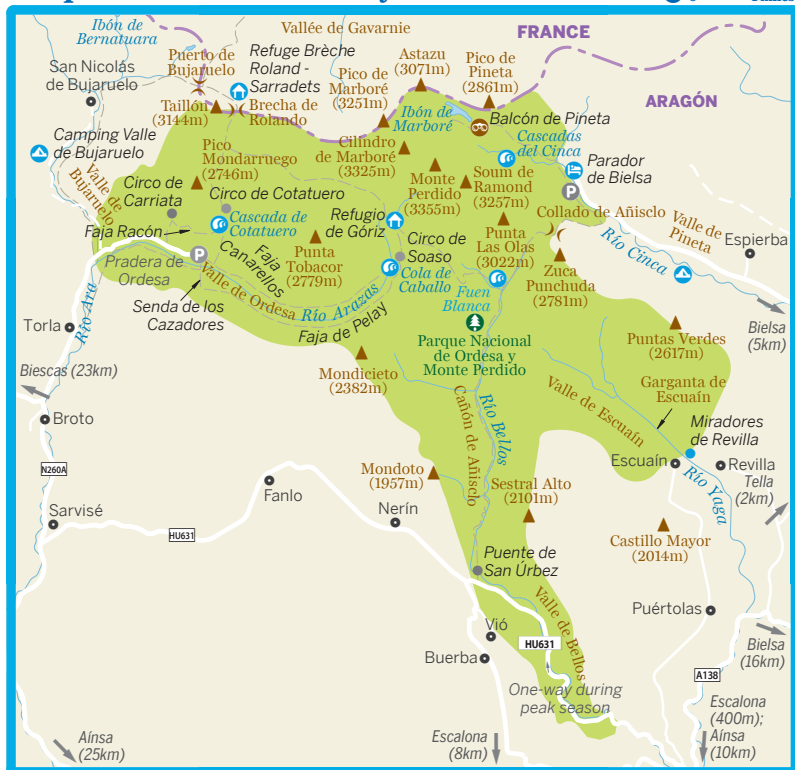 Ibón de
Bernatuara
Vallée de Gavarnie
FRANCE
Puerto de
Bujaruelo
Refuge Brèche
Roland -
Sarradets
Astazu
(3071m)
Pico de
Marboré
(3251m)
Pico de
Pineta
(2861m)
ARAGÓN
San Nicolás
de Bujaruelo
Taillón
(3144m)
Brecha de
Rolando
Ibón de
Marboré
Balcón de Pineta
Cascadas
del Cinca
Camping Valle
de Bujaruelo
Pico
Mondarruego
(2746m)
Cilindro
de Marboré
(3325m)
Parador
de Bielsa
Valle de
Bujaruelo
Circo de
Carriata
Circo de Cotatuero
Monte
Perdido
(3355m)
Soum de
Ramond
(3257m)
P
Collado de Añisclo
Faja Racón
Cascada de
Cotatuero
Refugio
de Góriz
Punta
Las Olas
(3022m)
Valle de
Pineta
Espierba
Pradera de
Ordesa
P
Faja
Canarellos
Punta
Tobacor
(2779m)
Circo de
Soaso
Cola de
Caballo
Fuen
Blanca
Zuca
Punchuda
(2781m)
Río Cinca
Senda de los
Cazadores
Valle de Ordesa
Río Arazas
Faja de Pelay
Bielsa
(5km)
Torla
Río Ara
Parque Nacional
de Ordesa y
Monte Perdido
Puntas Verdes
(2617m)
Biescas (23km)
Mondicieto
(2382m)
Garganta de
Escuaín
Valle de Escuaín
Broto
Cañón de Añisclo
Río Bellos
Miradores
de Revilla
N260A
Mondoto
(1957m)
Escuaín
Revilla
Tella
(2km)
Río Yaga
Fanlo
Sestral Alto
(2101m)
Sarvisé
Nerín
HU631
Castillo Mayor
(2014m)
Puente de
San Úrbez
Puértolas
Vió
Valle de Bellos
HU631
Bielsa
(16km)
Buerba
A138
One-way during
peak season
Escalona
(400m);
Aínsa
(10km)
Aínsa
(25km)
Escalona
(8km)